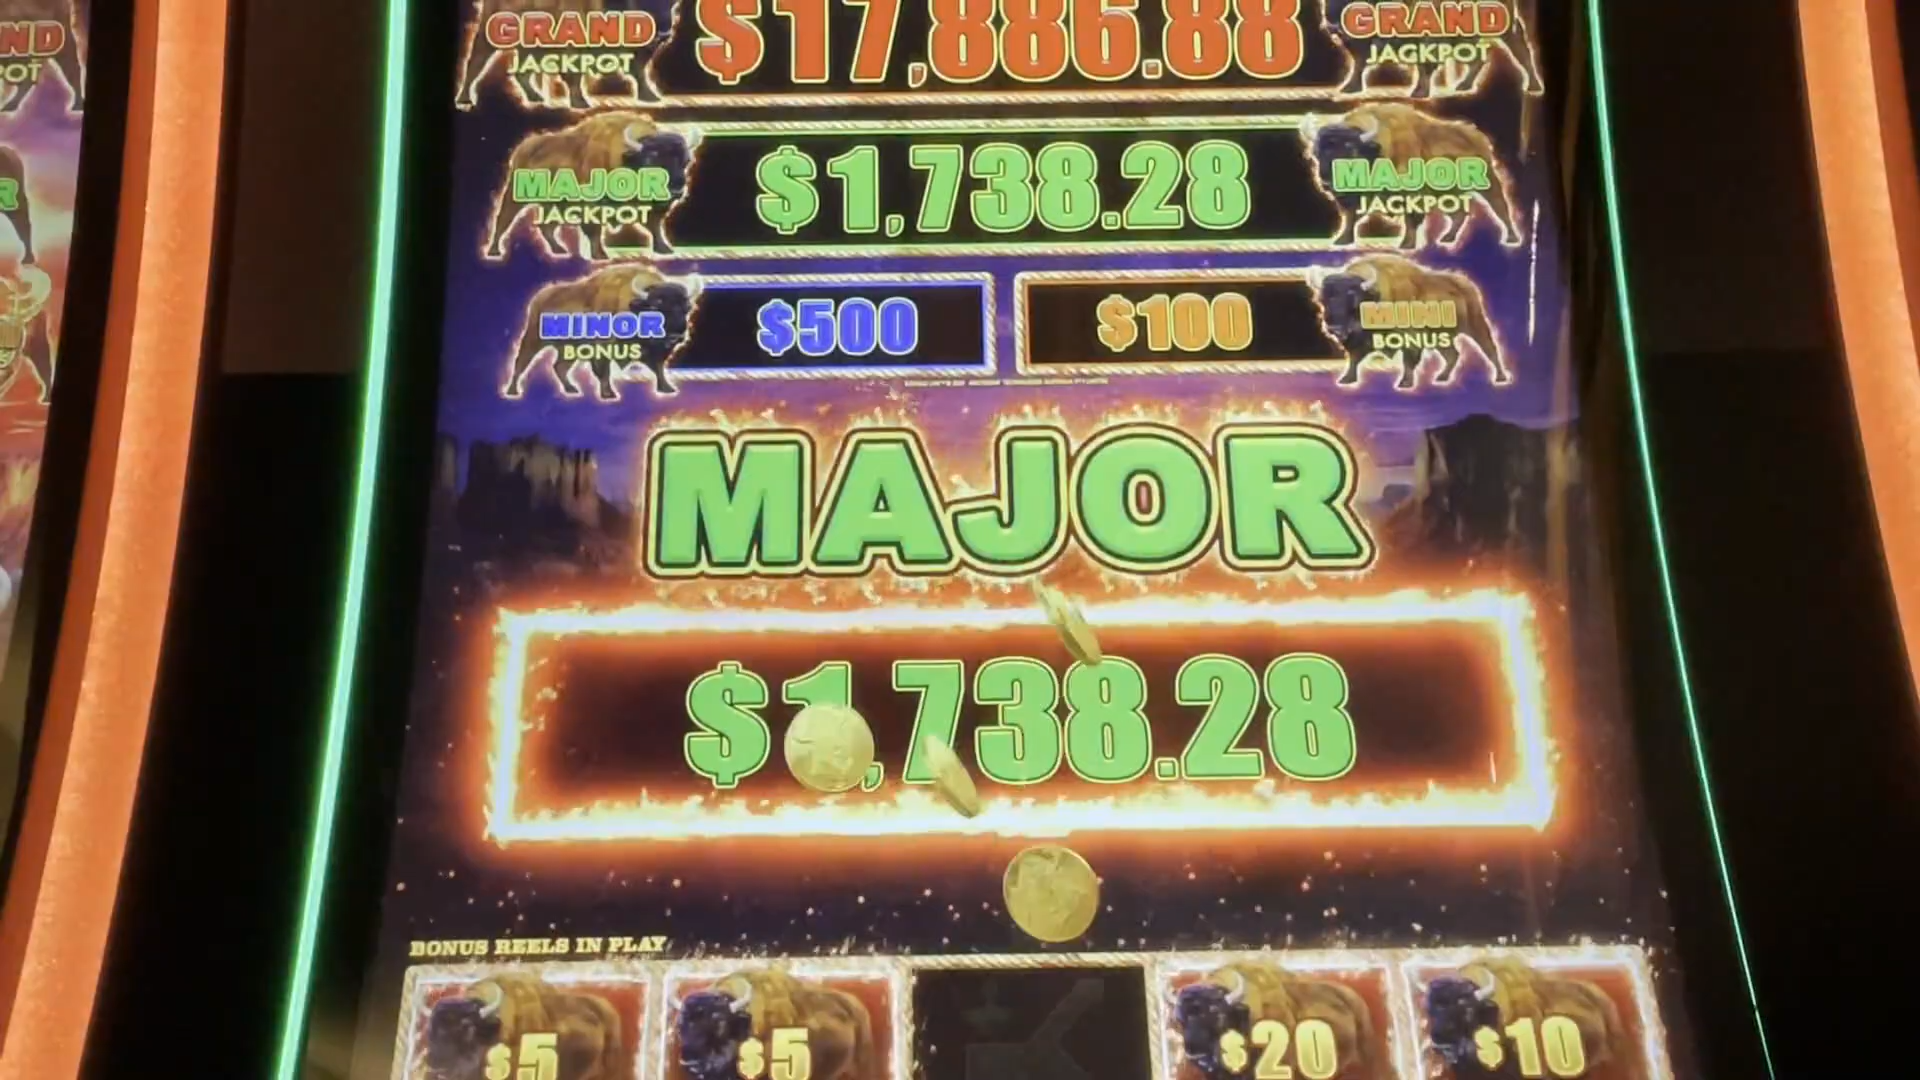 GRAND $17,886.88 GRAND
JACKPOT JACKPOT
MAJOR $1,738.28 MAJOR
JACKPOT JACKPOT
MINOR $500 $100 MINI
BONUS BONUS
MAJOR
$1,738.28
BONUS REELS IN PLAY
$5 $5 $20 $10